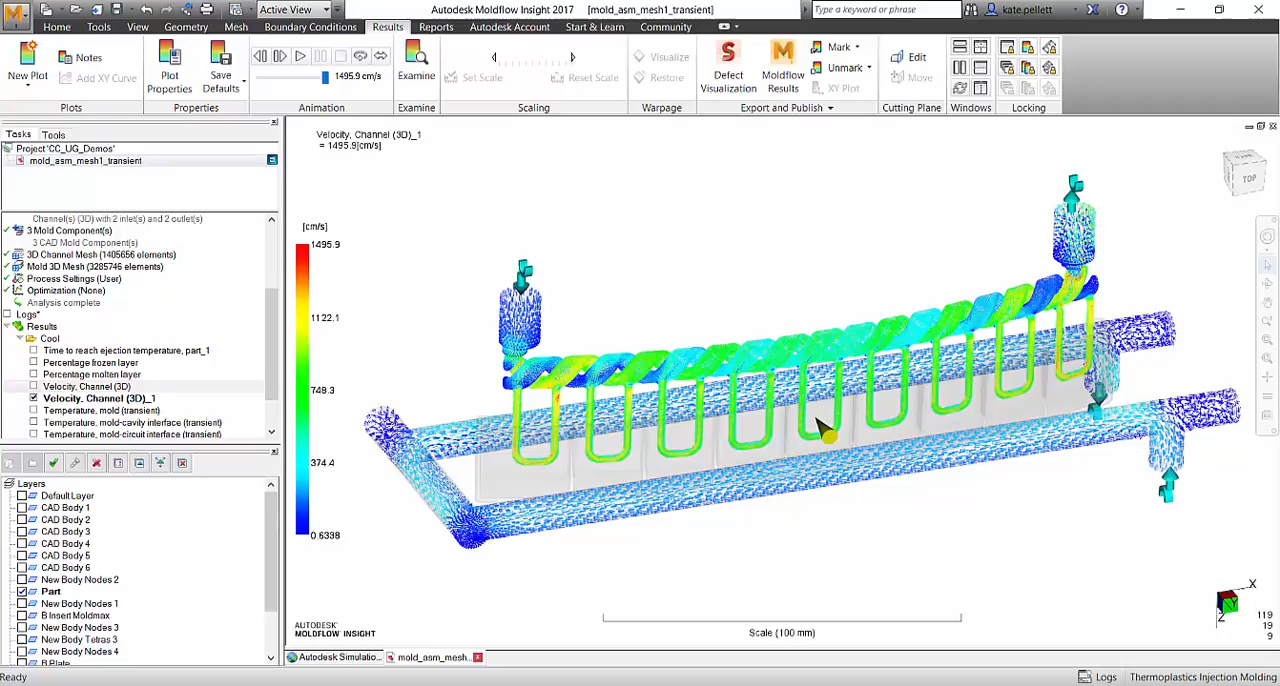 Active View
Autodesk Moldflow Insight 2017 [mold_asm_mesh1_transient]
Type a keyword or phrase
kate.pellett
Home
Tools
View
Geometry
Mesh
Boundary Conditions
Results
Reports
Autodesk Account
Start & Learn
Community
New Plot
Notes
Add XY Curve
Plots
Plot Properties
Save Defaults
Properties
1495.9 cm/s
Animation
Examine
Examine
Set Scale
Reset Scale
Scaling
Visualize
Restore
Warpage
Defect Visualization
Moldflow Results
Mark
Unmark
XY Plot
Export and Publish
Edit
Move
Cutting Plane
Windows
Locking
Tasks
Tools
Project 'CC_UG_Demos'
mold_asm_mesh1_transient
Channel(s) (3D) with 2 inlet(s) and 2 outlet(s)
3 Mold Component(s)
3 CAD Mold Component(s)
3D Channel Mesh (1405656 elements)
Mold 3D Mesh (3285746 elements)
Process Settings (User)
Optimization (None)
Analysis complete
Logs*
Results
Cool
Time to reach ejection temperature, part_1
Percentage frozen layer
Percentage molten layer
Velocity, Channel (3D)
Velocity, Channel (3D)_1
Temperature, mold (transient)
Temperature, mold-cavity interface (transient)
Temperature, mold-circuit interface (transient)
Layers
Default Layer
CAD Body 1
CAD Body 2
CAD Body 3
CAD Body 4
CAD Body 5
CAD Body 6
New Body Nodes 2
Part
New Body Nodes 1
B Insert Moldmax
New Body Nodes 3
New Body Tetras 3
New Body Nodes 4
B Plate
Velocity, Channel (3D)_1
= 1495.9[cm/s]
[cm/s]
1495.9
1122.1
748.3
374.4
0.6338
TOP
X
Y
Z
119
19
9
AUTODESK
MOLDFLOW INSIGHT
Scale (100 mm)
Autodesk Simulatio...
mold_asm_mesh...
Ready
Logs
Thermoplastics Injection Molding